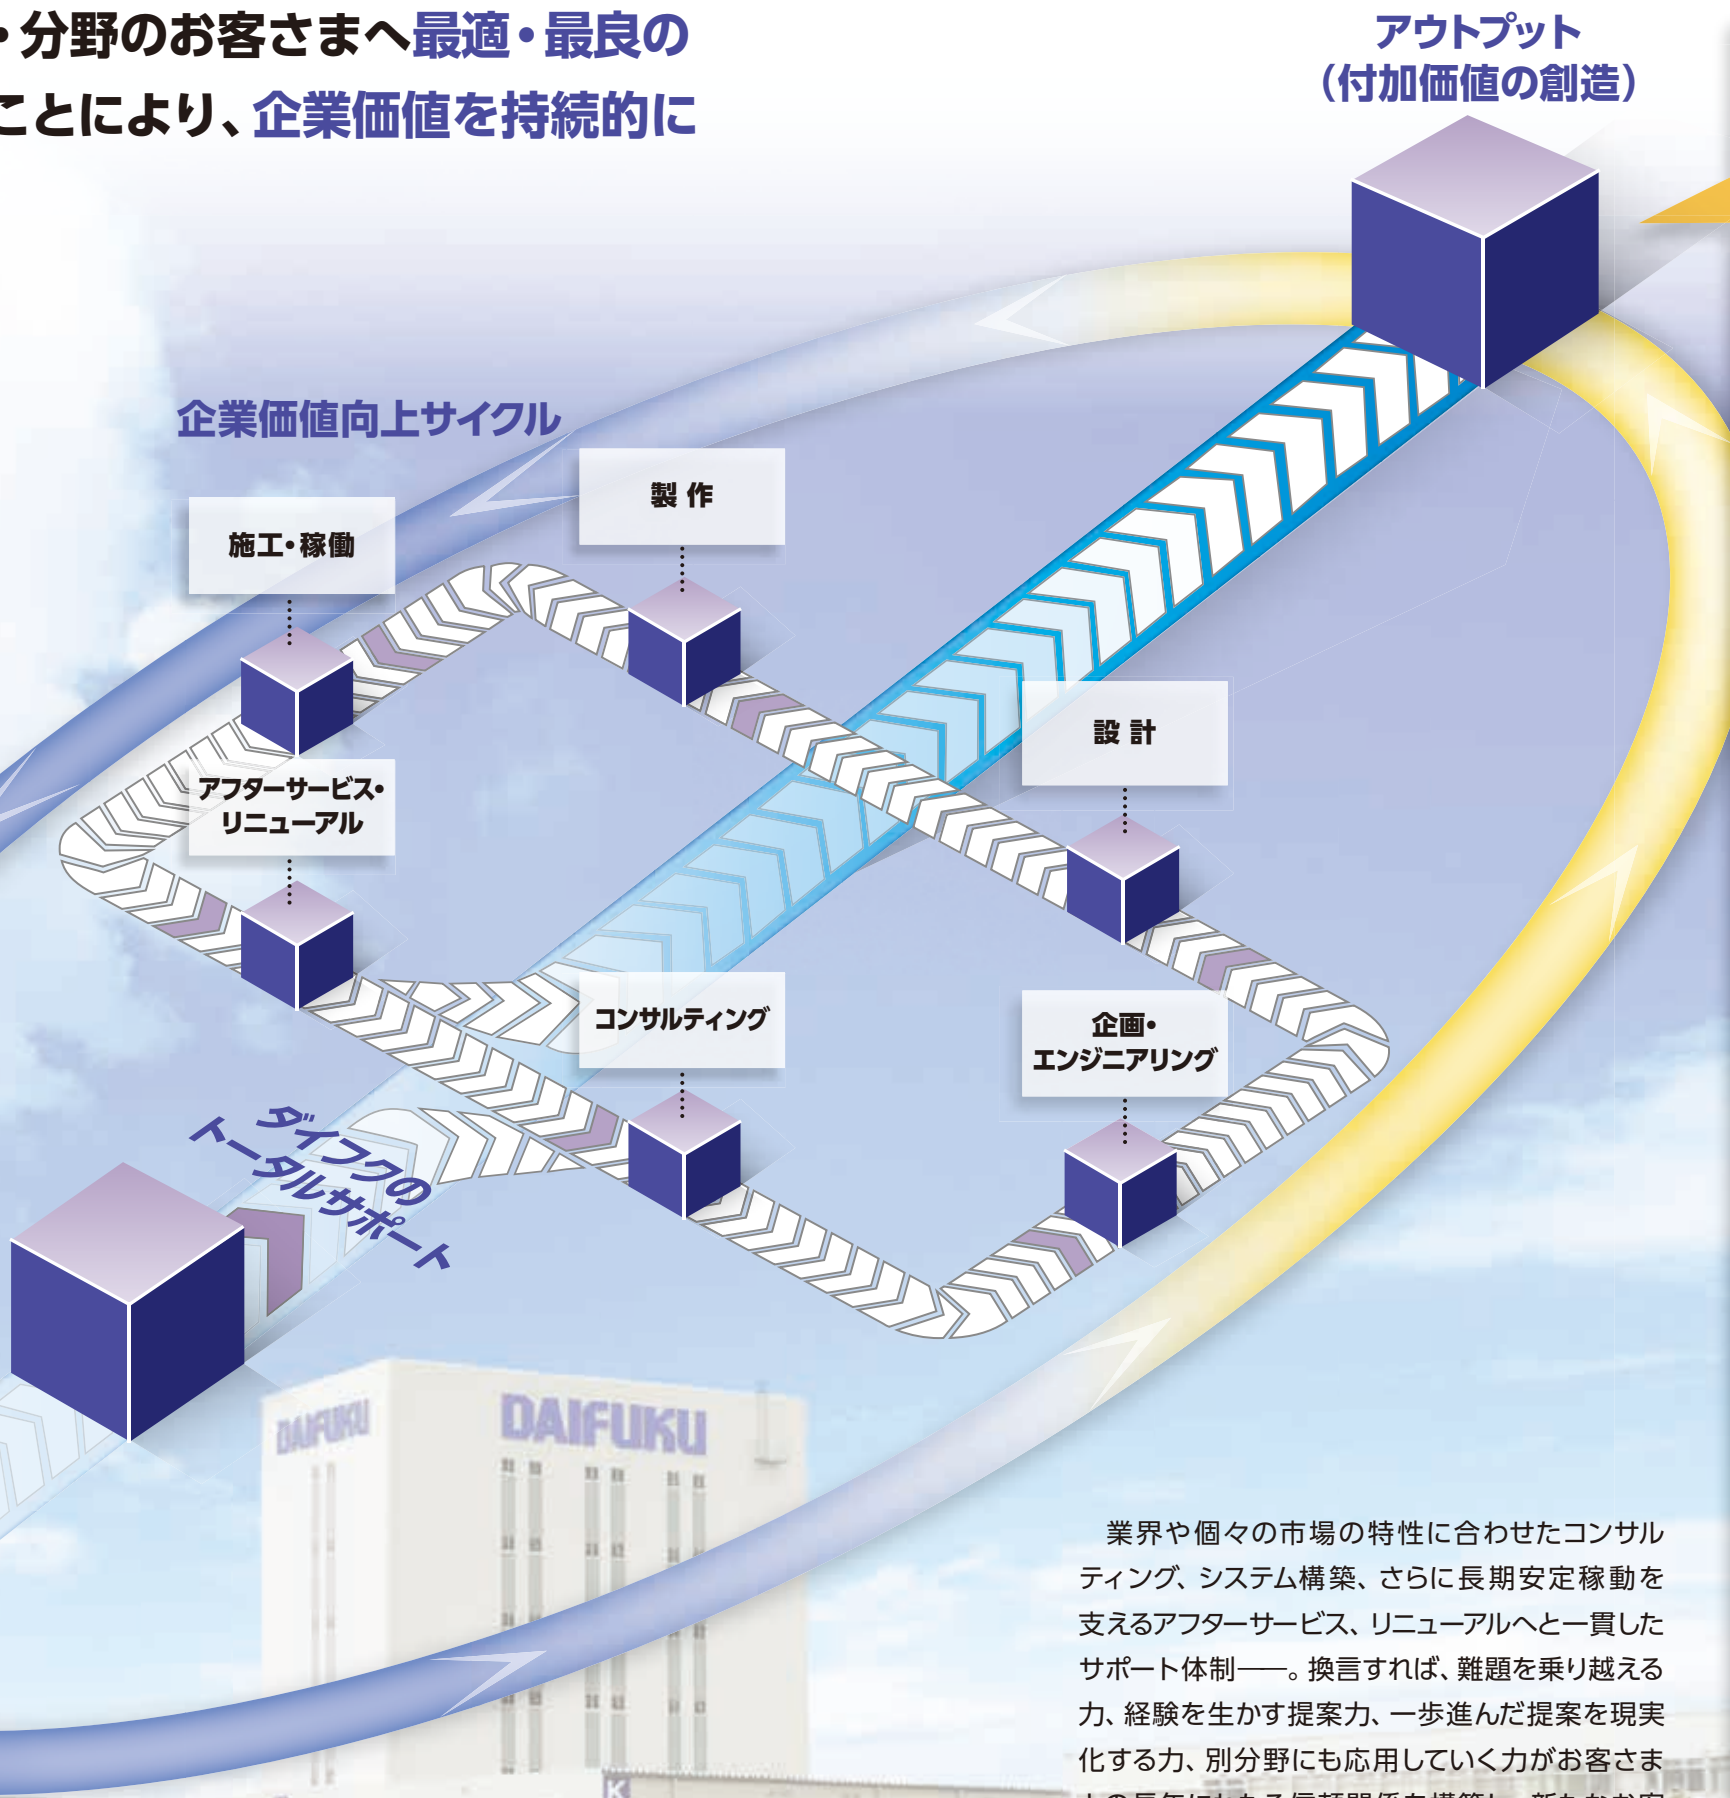 ・分野のお客さまへ最適・最良の
ことにより、企業価値を持続的に
アウトプット
（付加価値の創造）
企業価値向上サイクル
製 作
施工・稼働
設 計
アフターサービス・
リニューアル
コンサルティング
企画・
エンジニアリング
ダイフクの
トータルサポート
DAIFUKU
DAIFUKU
K
業界や個々の市場の特性に合わせたコンサル
ティング、システム構築、さらに長期安定稼動を
支えるアフターサービス、リニューアルへと一貫した
サポート体制――。換言すれば、難題を乗り越える
力、経験を生かす提案力、一歩進んだ提案を現実
化する力、別分野にも応用していく力がお客さま